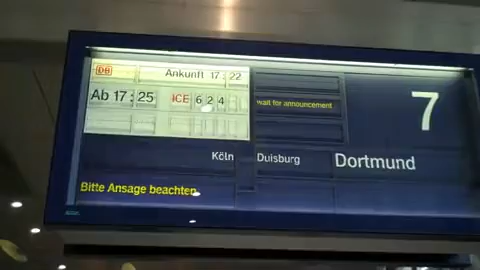 DB Ankunft 17:22
Ab 17:25 ICE 624 wait for announcement 7
Köln Duisburg Dortmund
Bitte Ansage beachten